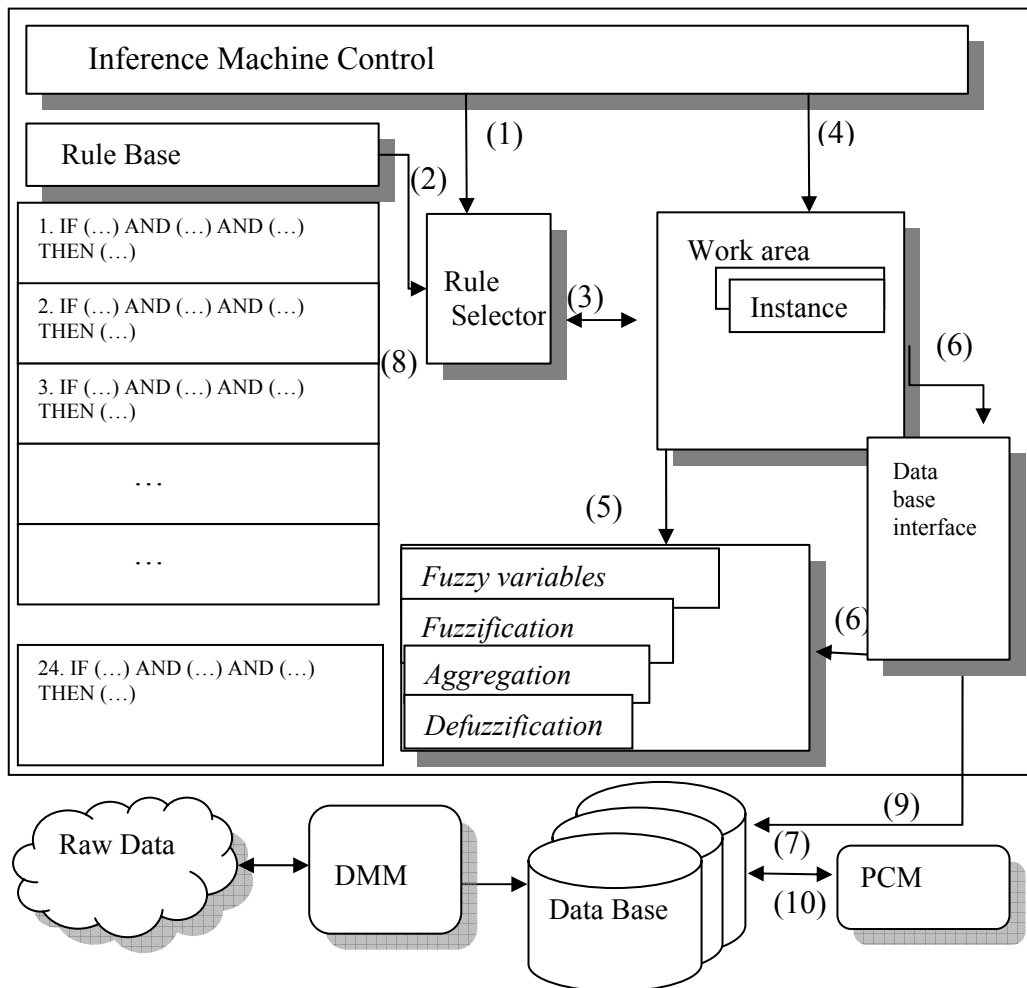 Inference Machine Control
(1)
(4)
Rule Base
(2)
1. IF (…) AND (…) AND (…)
THEN (…)
2. IF (…) AND (…) AND (…)
THEN (…)
3. IF (…) AND (…) AND (…)
THEN (…)
…
…
24. IF (…) AND (…) AND (…)
THEN (…)
(8)
Rule
Selector
(3)
Work area
Instance
(6)
Data
base
interface
(5)
Fuzzy variables
Fuzzification
Aggregation
Defuzzification
(6)
(9)
Raw Data
DMM
Data Base
(7)
(10)
PCM